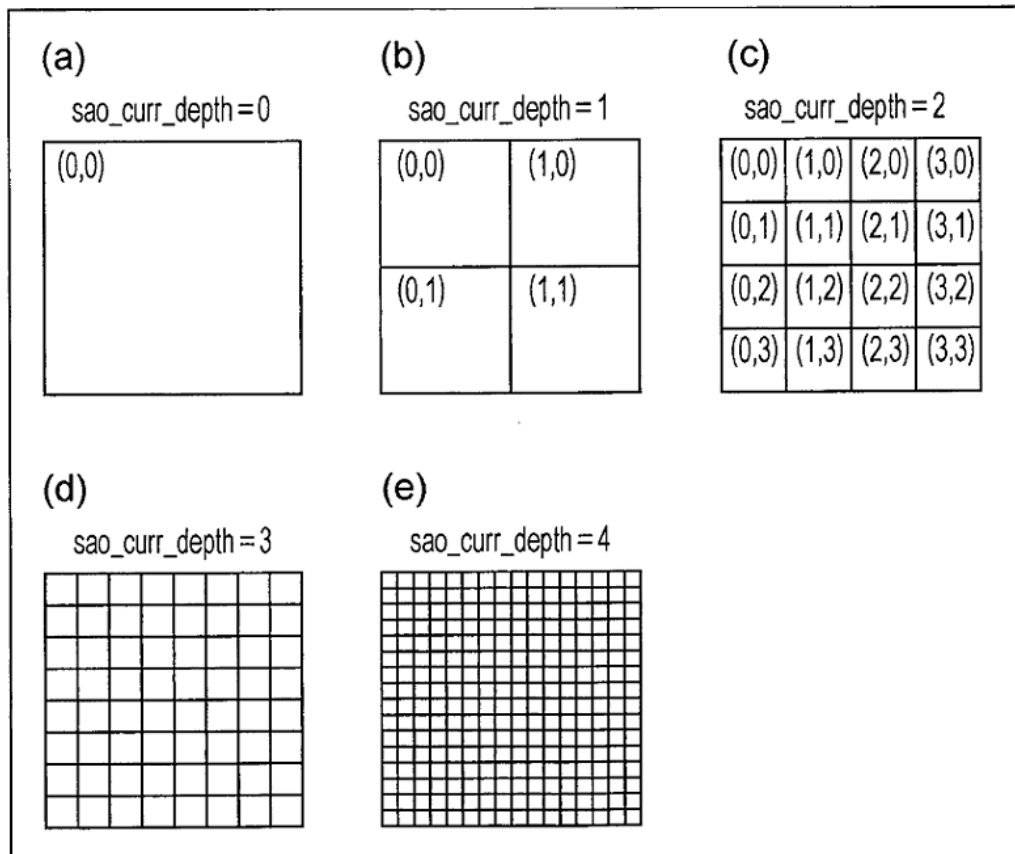 (a) (b) (c)
sao_curr_depth=0 sao_curr_depth=1 sao_curr_depth=2
(0,0) (0,0) (1,0) (0,0) (1,0) (2,0) (3,0)
(0,1) (1,1) (2,1) (3,1)
(0,1) (1,1) (0,2) (1,2) (2,2) (3,2)
(0,3) (1,3) (2,3) (3,3)
(d) (e)
sao_curr_depth=3 sao_curr_depth=4